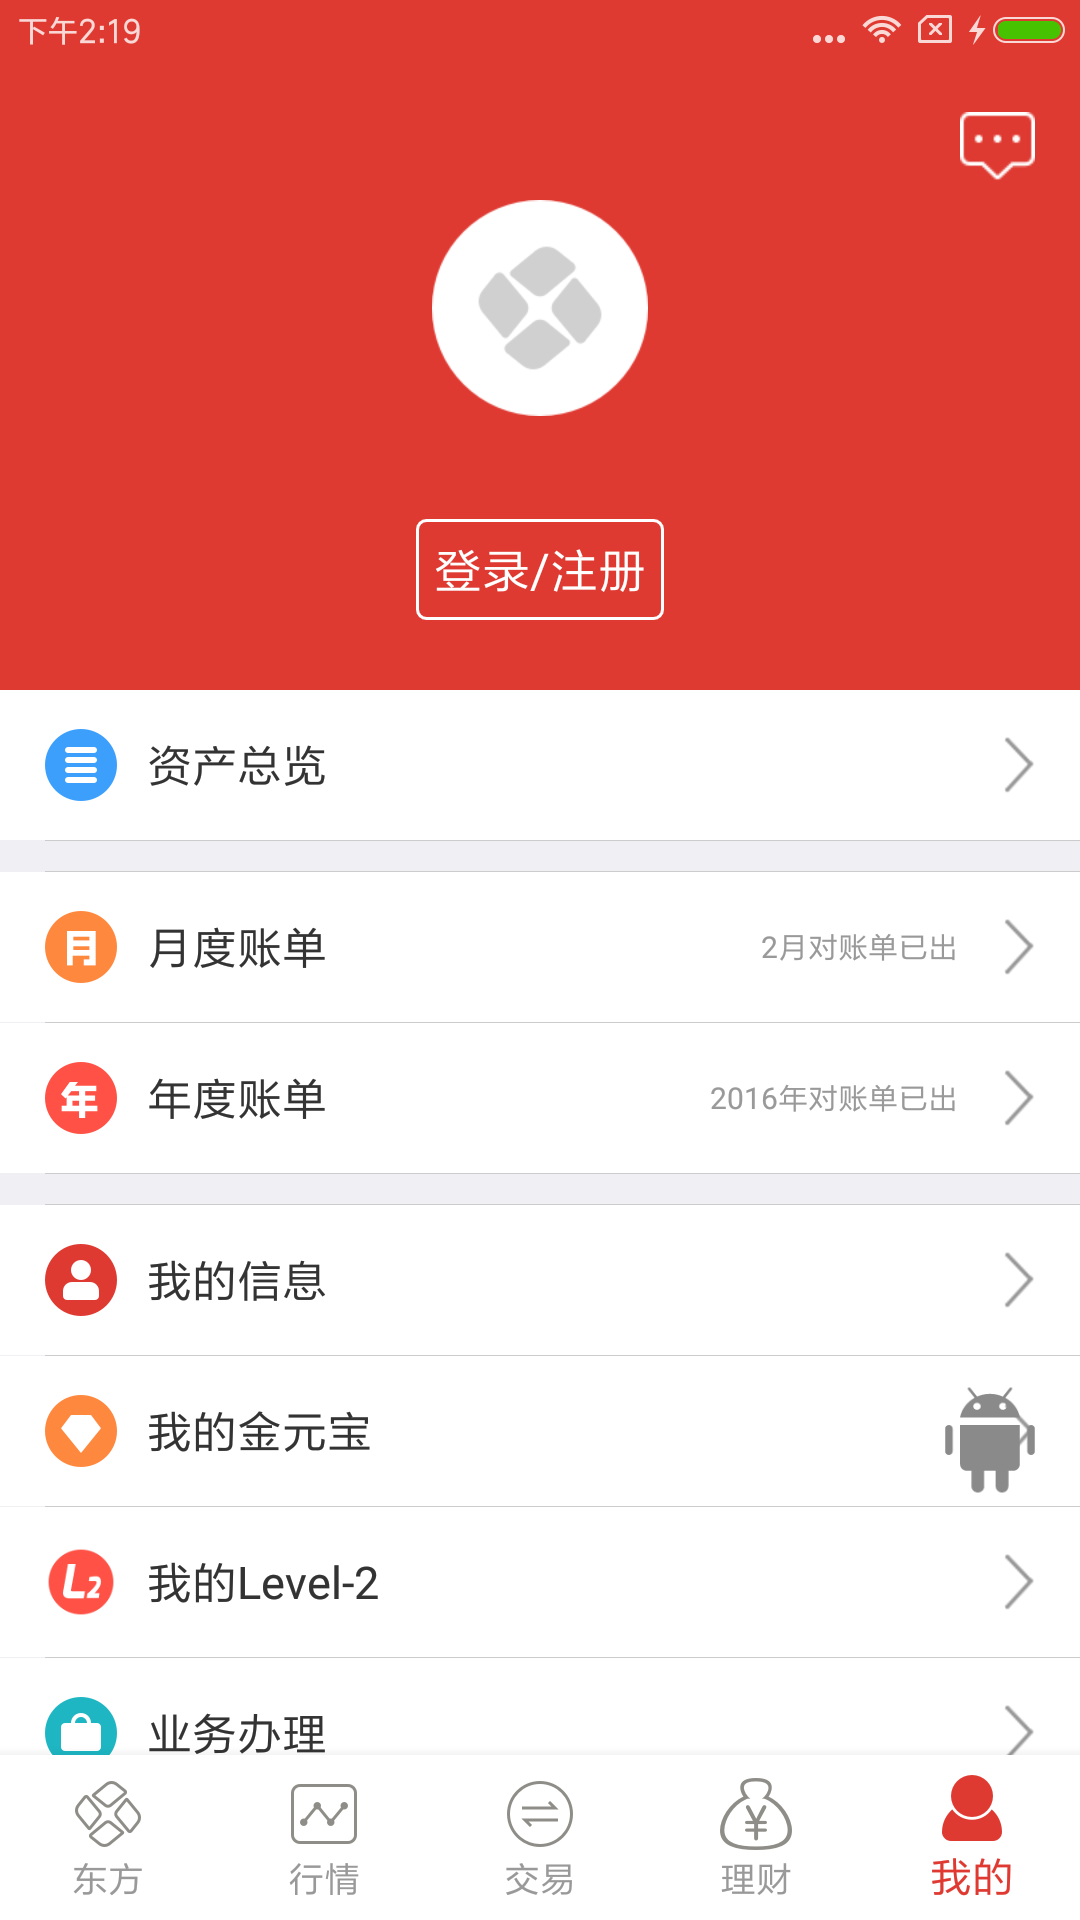 下午2:19
登录/注册
资产总览
月 月度账单 2月对账单已出
年 年度账单 2016年对账单已出
我的信息
我的金元宝
L2 我的Level-2
业务办理
东方 行情 交易 理财 我的